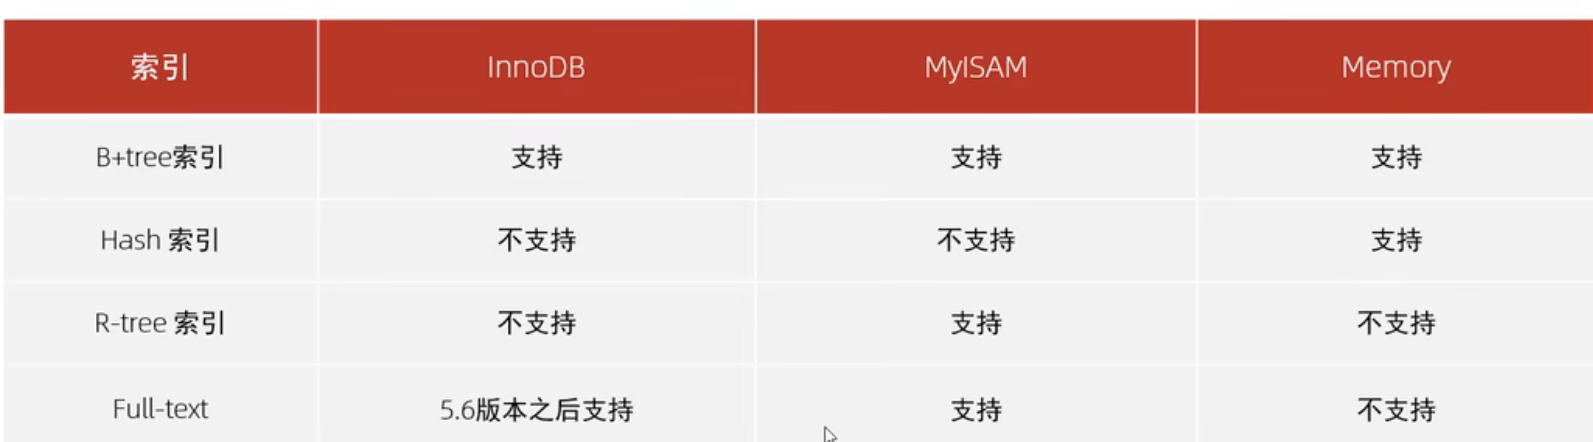 索引 InnoDB MyISAM Memory
B+tree索引 支持 支持 支持
Hash 索引 不支持 不支持 支持
R-tree 索引 不支持 支持 不支持
Full-text 5.6版本之后支持 支持 不支持